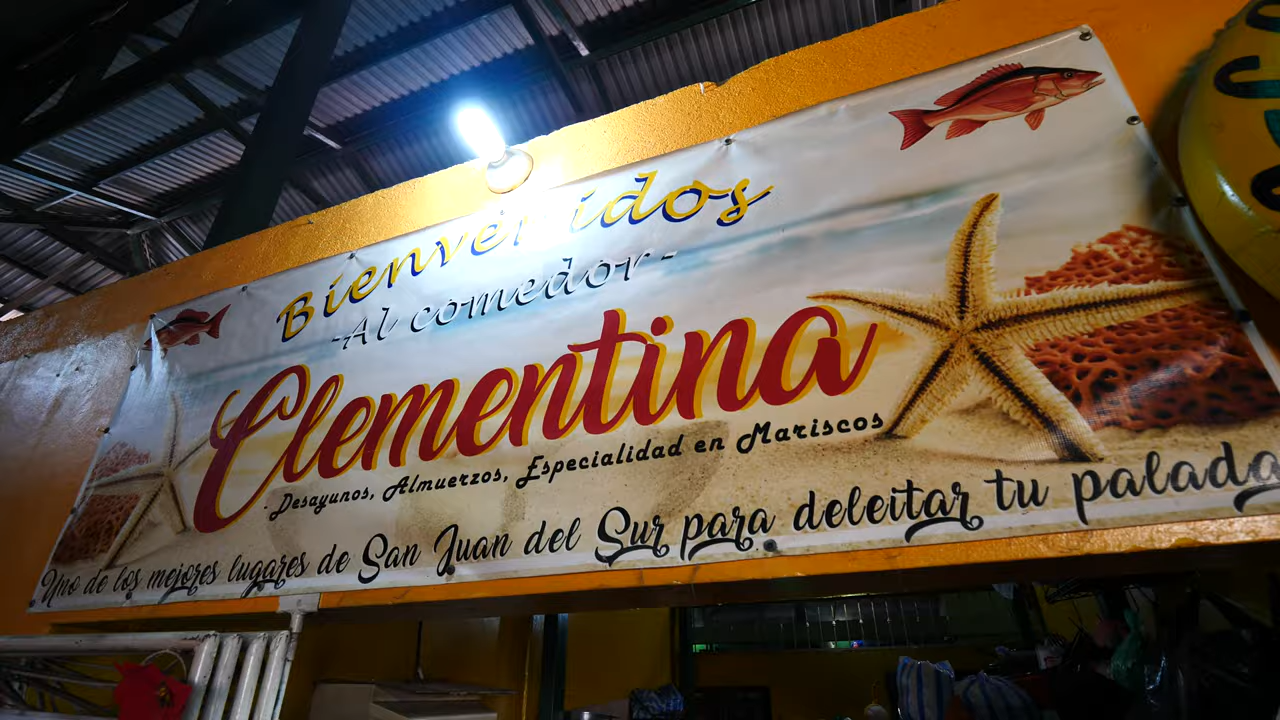 Bienvenidos
-Al comedor-
Clementina
Desayunos, Almuerzos, Especialidad en Mariscos
Uno de los mejores lugares de San Juan del Sur para deleitar tu palada